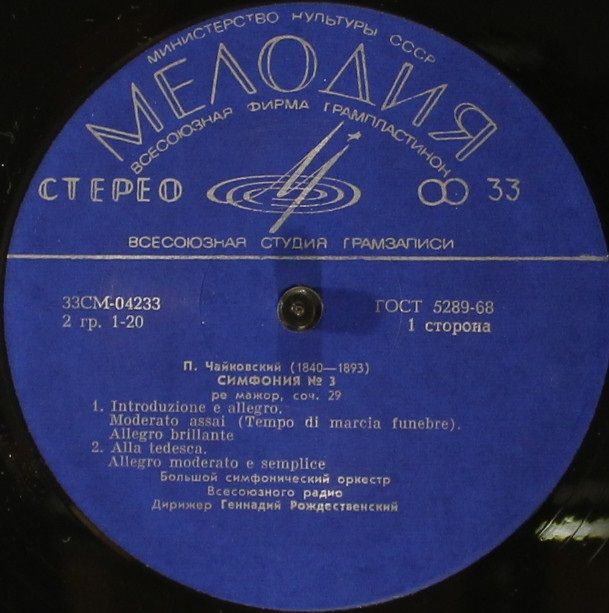 МИНИСТЕРСТВО КУЛЬТУРЫ СССР
МЕЛОДИЯ
ВСЕСОЮЗНАЯ ФИРМА ГРАМПЛАСТИНОК
СТЕРЕО 33
ВСЕСОЮЗНАЯ СТУДИЯ ГРАМЗАПИСИ
33СМ-04233 ГОСТ 5289-68
2 гр. 1-20 1 сторона
П. Чайковский (1840—1893)
СИМФОНИЯ № 3
ре мажор, соч. 29
1. Introduzione e allegro.
Moderato assai (Tempo di marcia funebre).
Allegro brillante
2. Alla tedesca.
Allegro moderato e semplice
Большой симфонический оркестр
Всесоюзного радио
Дирижер Геннадий Рождественский